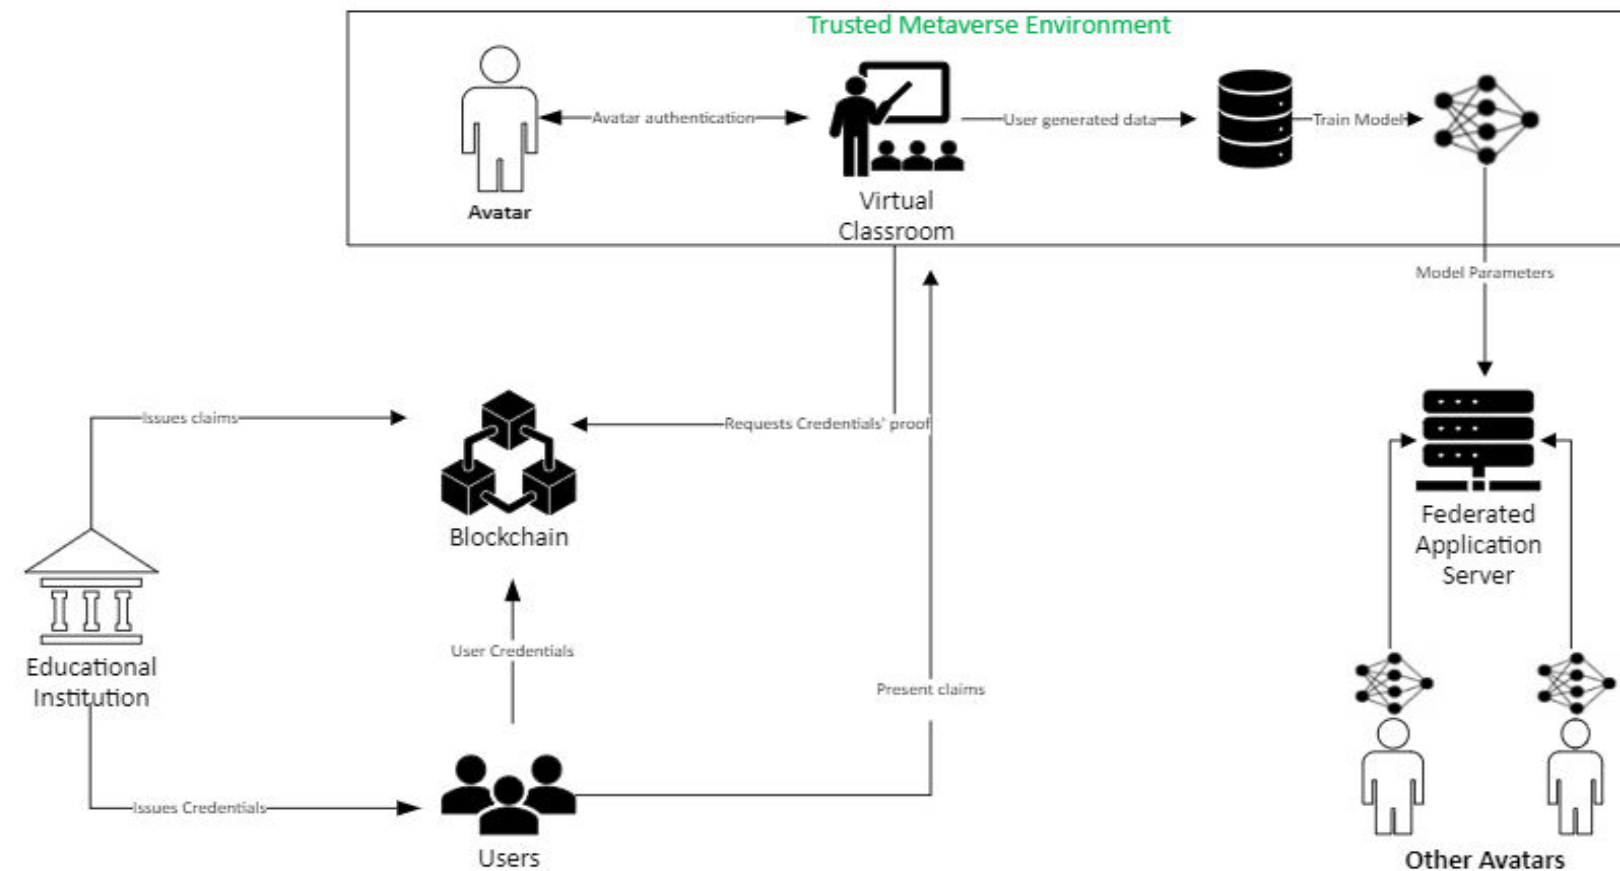 Trusted Metaverse Environment
Avatar authentication
User generated data
Train Model
Avatar
Virtual
Classroom
Model Parameters
Issues claims
Requests Credentials' proof
Blockchain
Federated
Application
Server
Educational
Institution
User Credentials
Present claims
Issues Credentials
Users
Other Avatars